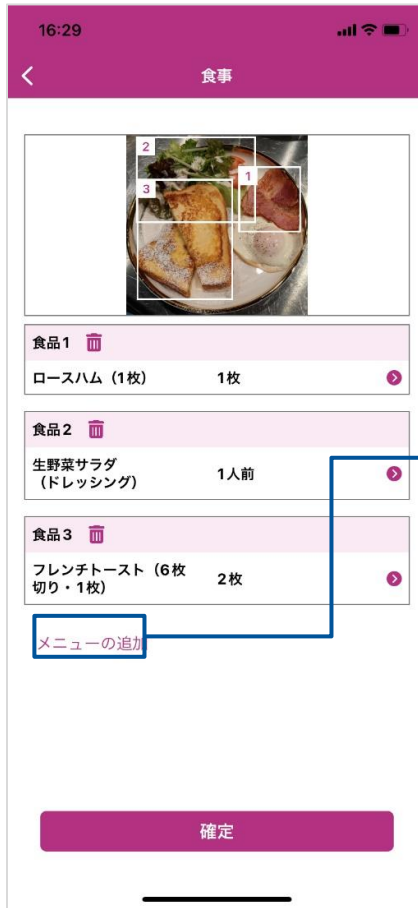 16:29
食事
2
1
3
食品1
ロースハム（1枚） 1枚
食品2
生野菜サラダ
（ドレッシング） 1人前
食品3
フレンチトースト（6枚
切り・1枚） 2枚
メニューの追加
確定